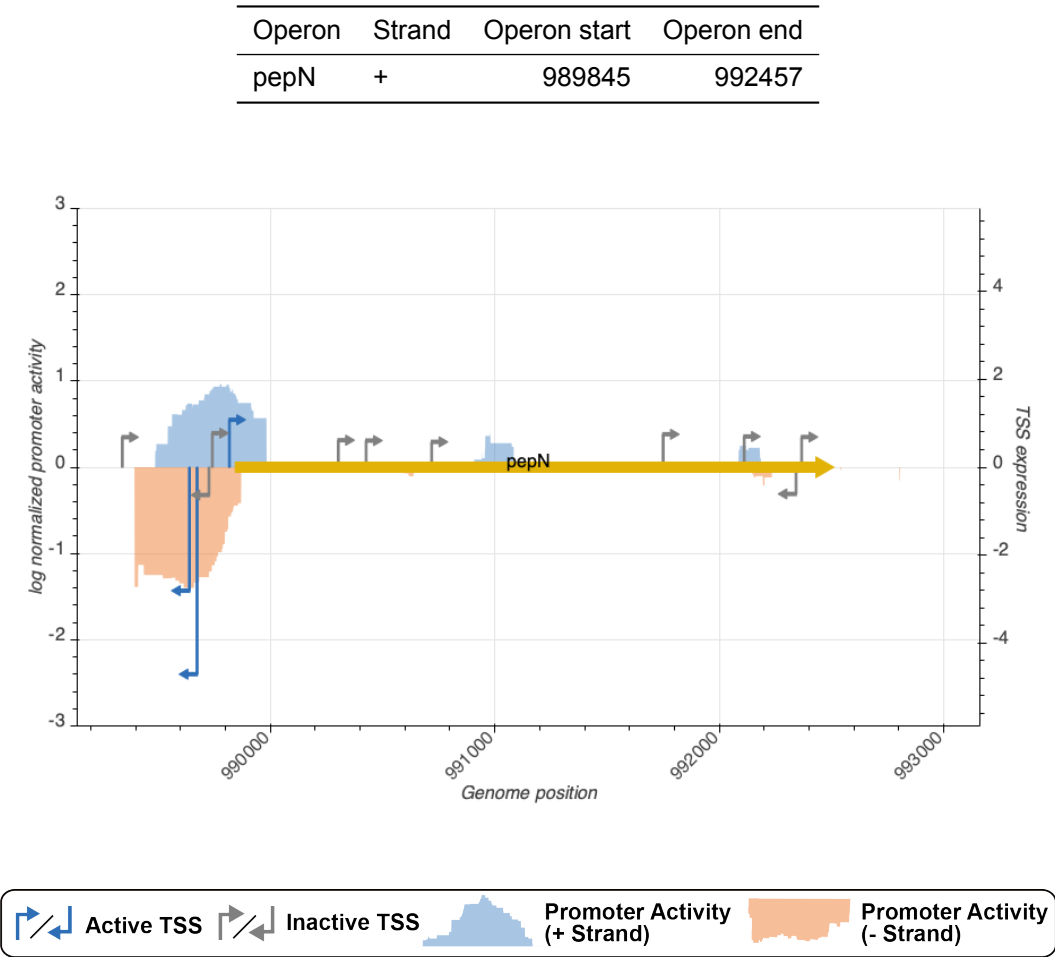 Operon Strand Operon start Operon end
pepN + 989845 992457
3
2
1
0
-1
-2
-3
log normalized promoter activity
4
2
0
-2
-4
TSS expression
pepN
990000 991000 992000 993000
Genome position
Active TSS
Inactive TSS
Promoter Activity
(+ Strand)
Promoter Activity
(- Strand)